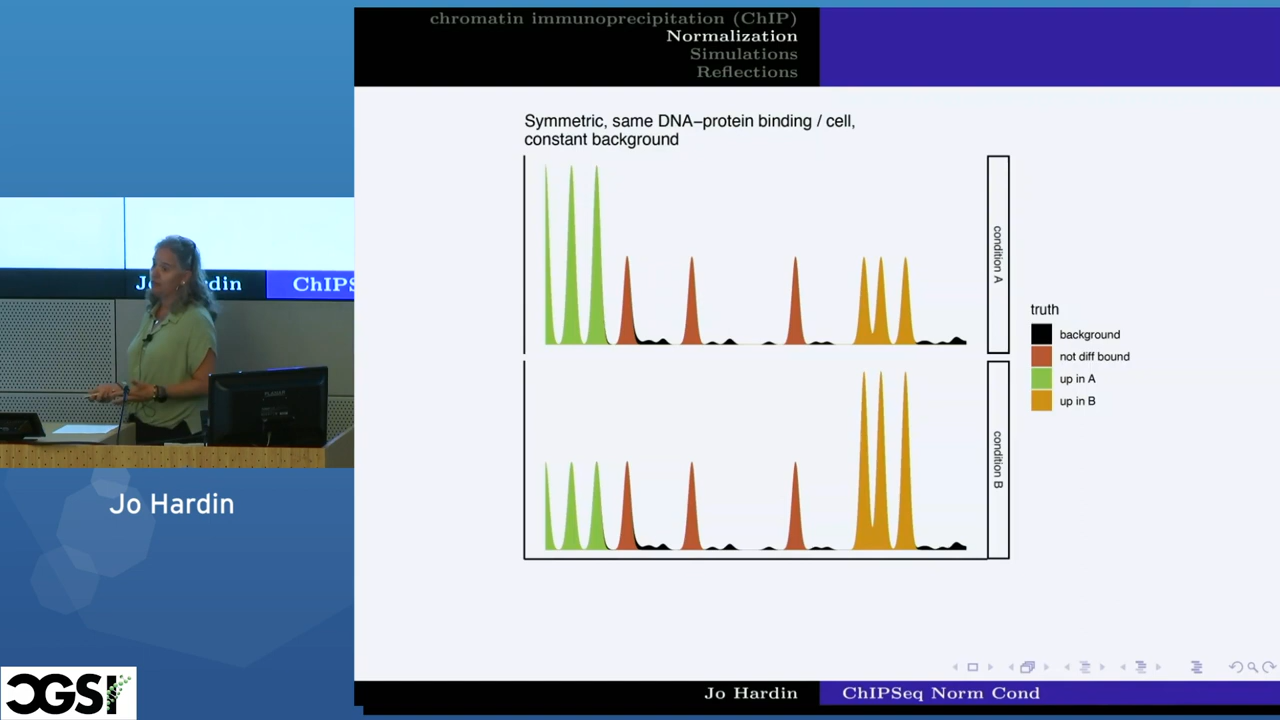 chromatin immunoprecipitation (ChIP)
Normalization
Simulations
Reflections
Symmetric, same DNA−protein binding / cell,
constant background
condition A
condition B
truth
background
not diff bound
up in A
up in B
Jo Hardin
ChIPSeq Norm Cond
ChIPS
Jo Hardin
CGSI